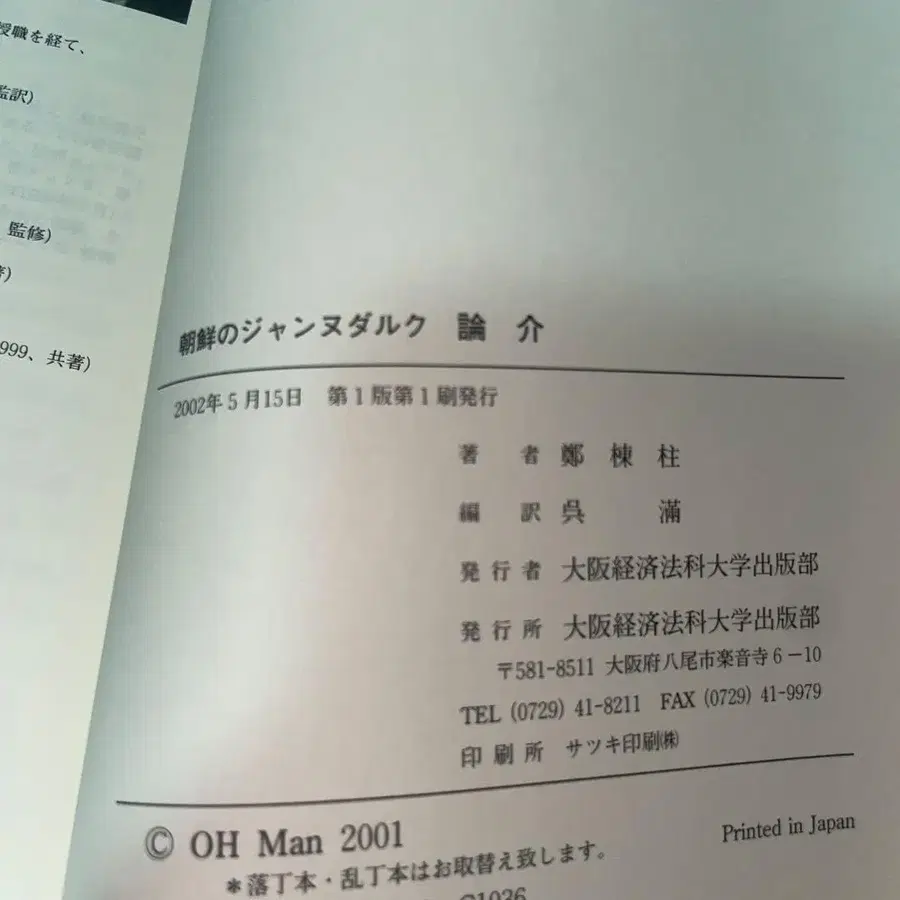 授職を経て、
監訳)
監修)
著)
999、共著)
朝鮮のジャンヌダルク 論 介
2002年5月15日 第1版第1刷発行
著 者 鄭 棟 柱
編 訳 呉 満
発行者 大阪経済法科大学出版部
発行所 大阪経済法科大学出版部
〒581-8511 大阪府八尾市楽音寺6-10
TEL (0729) 41-8211 FAX (0729) 41-9979
印刷所 サツキ印刷㈱
© OH Man 2001
Printed in Japan
*落丁本・乱丁本はお取替え致します。
C1036